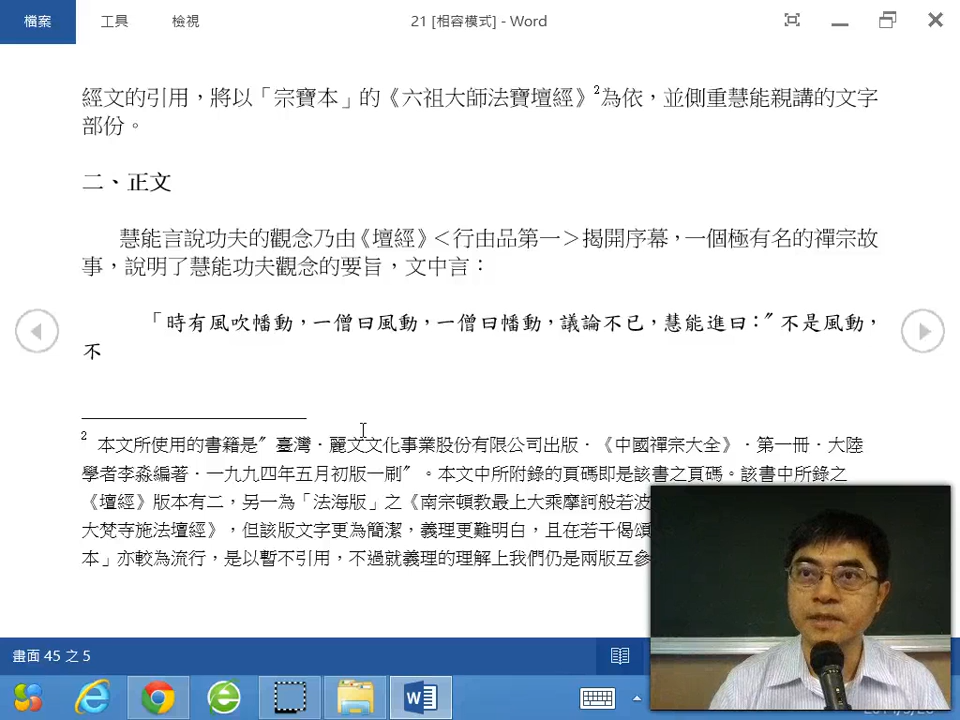 檔案 工具 檢視 21 [相容模式] - Word
經文的引用，將以「宗寶本」的《六祖大師法寶壇經》2為依，並側重慧能親講的文字
部份。
二、正文
慧能言說功夫的觀念乃由《壇經》＜行由品第一＞揭開序幕，一個極有名的禪宗故
事，說明了慧能功夫觀念的要旨，文中言：
「時有風吹幡動，一僧曰風動，一僧曰幡動，議論不已，慧能進曰：〞不是風動，
不
2 本文所使用的書籍是〞臺灣．麗文文化事業股份有限公司出版．《中國禪宗大全》．第一冊．大陸
學者李淼編著．一九九四年五月初版一刷〞。本文中所附錄的頁碼即是該書之頁碼。該書中所錄之
《壇經》版本有二，另一為「法海版」之《南宗頓教最上大乘摩訶般若波
大梵寺施法壇經》，但該版文字更為簡潔，義理更難明白，且在若干偈頌
本」亦較為流行，是以暫不引用，不過就義理的理解上我們仍是兩版互參
畫面 45 之 5